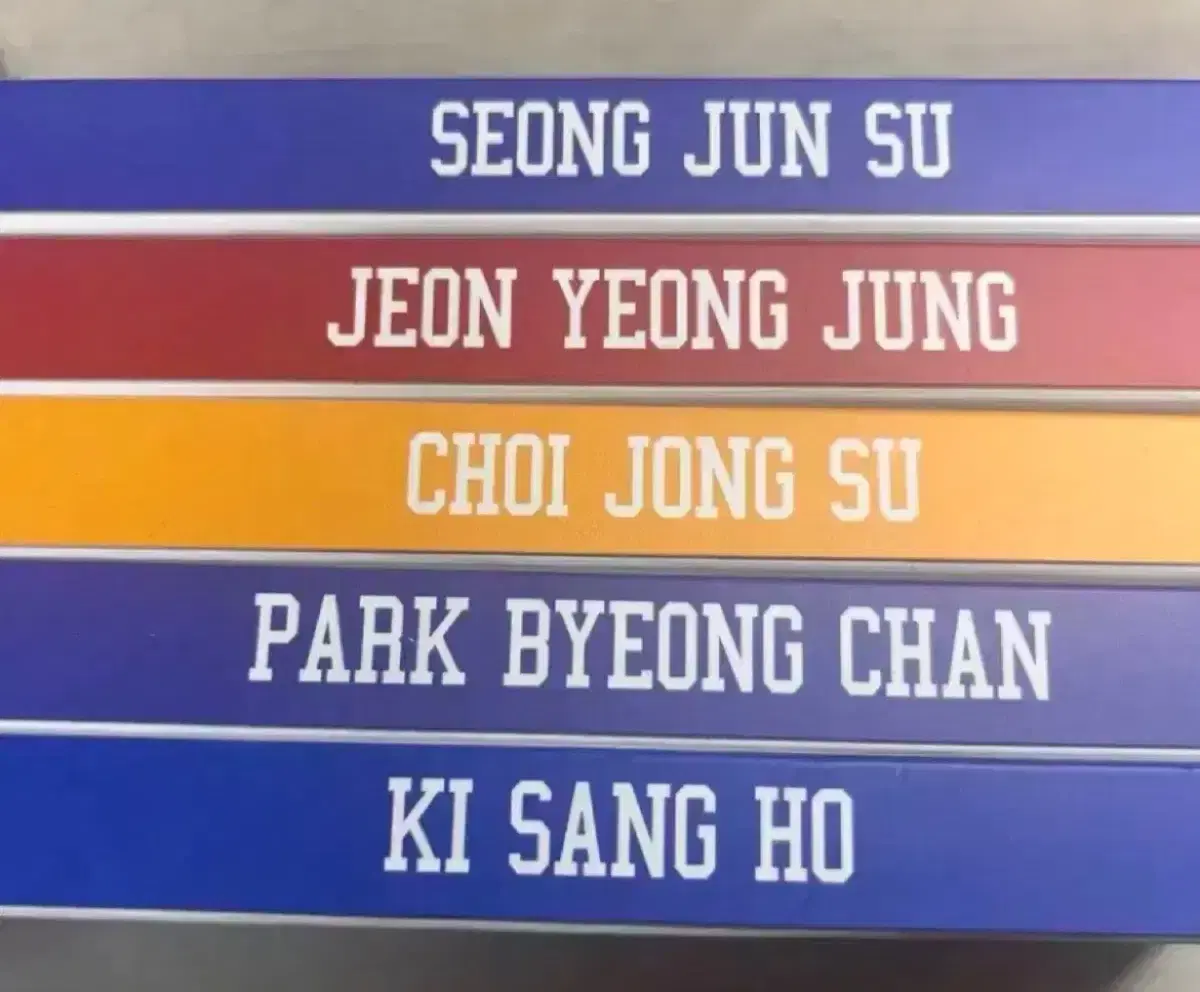 SEONG JUN SU
JEON YEONG JUNG
CHOI JONG SU
PARK BYEONG CHAN
KI SANG HO